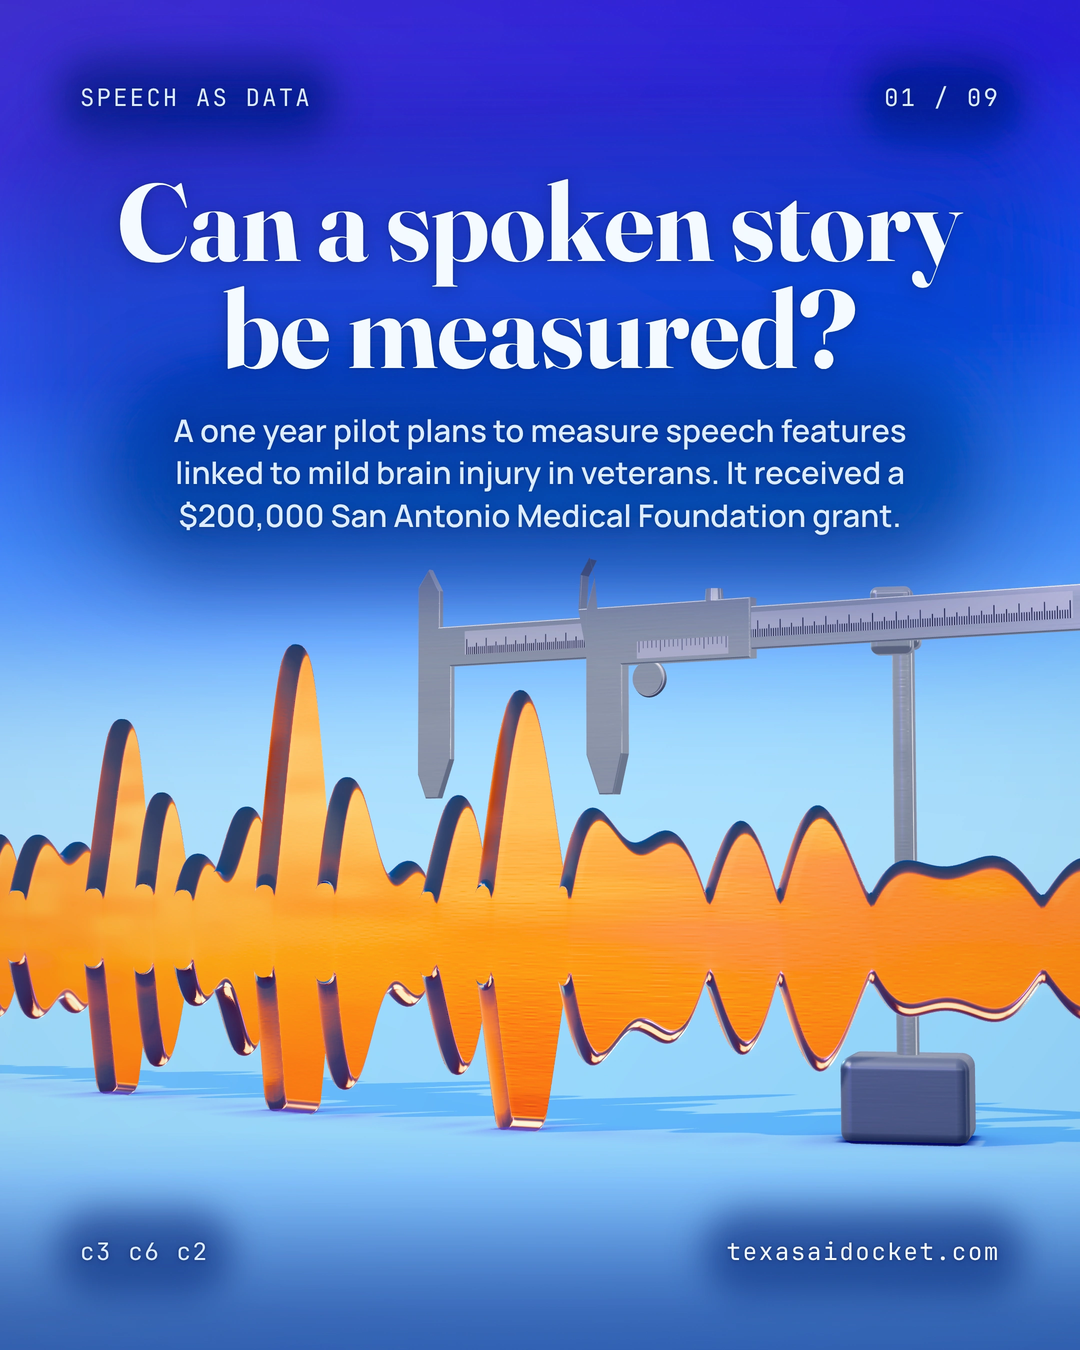 SPEECH AS DATA
01 / 09
Can a spoken story
be measured?
A one year pilot plans to measure speech features
linked to mild brain injury in veterans. It received a
$200,000 San Antonio Medical Foundation grant.
c3 c6 c2
texasaidocket.com